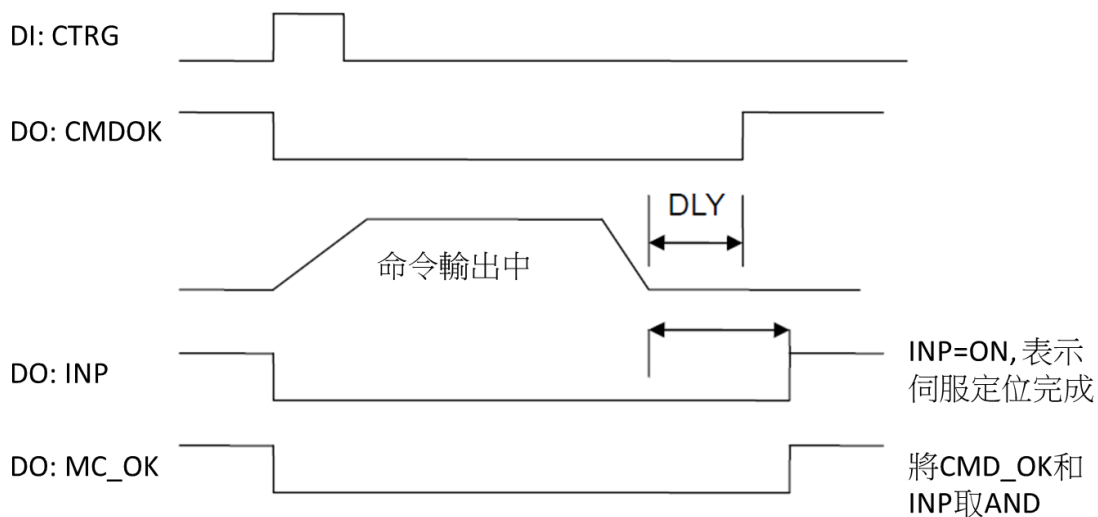 DI: CTRG
DO: CMDOK
DLY
命令輸出中
DO: INP
INP=ON, 表示
伺服定位完成
DO: MC_OK
將CMD_OK和
INP取AND